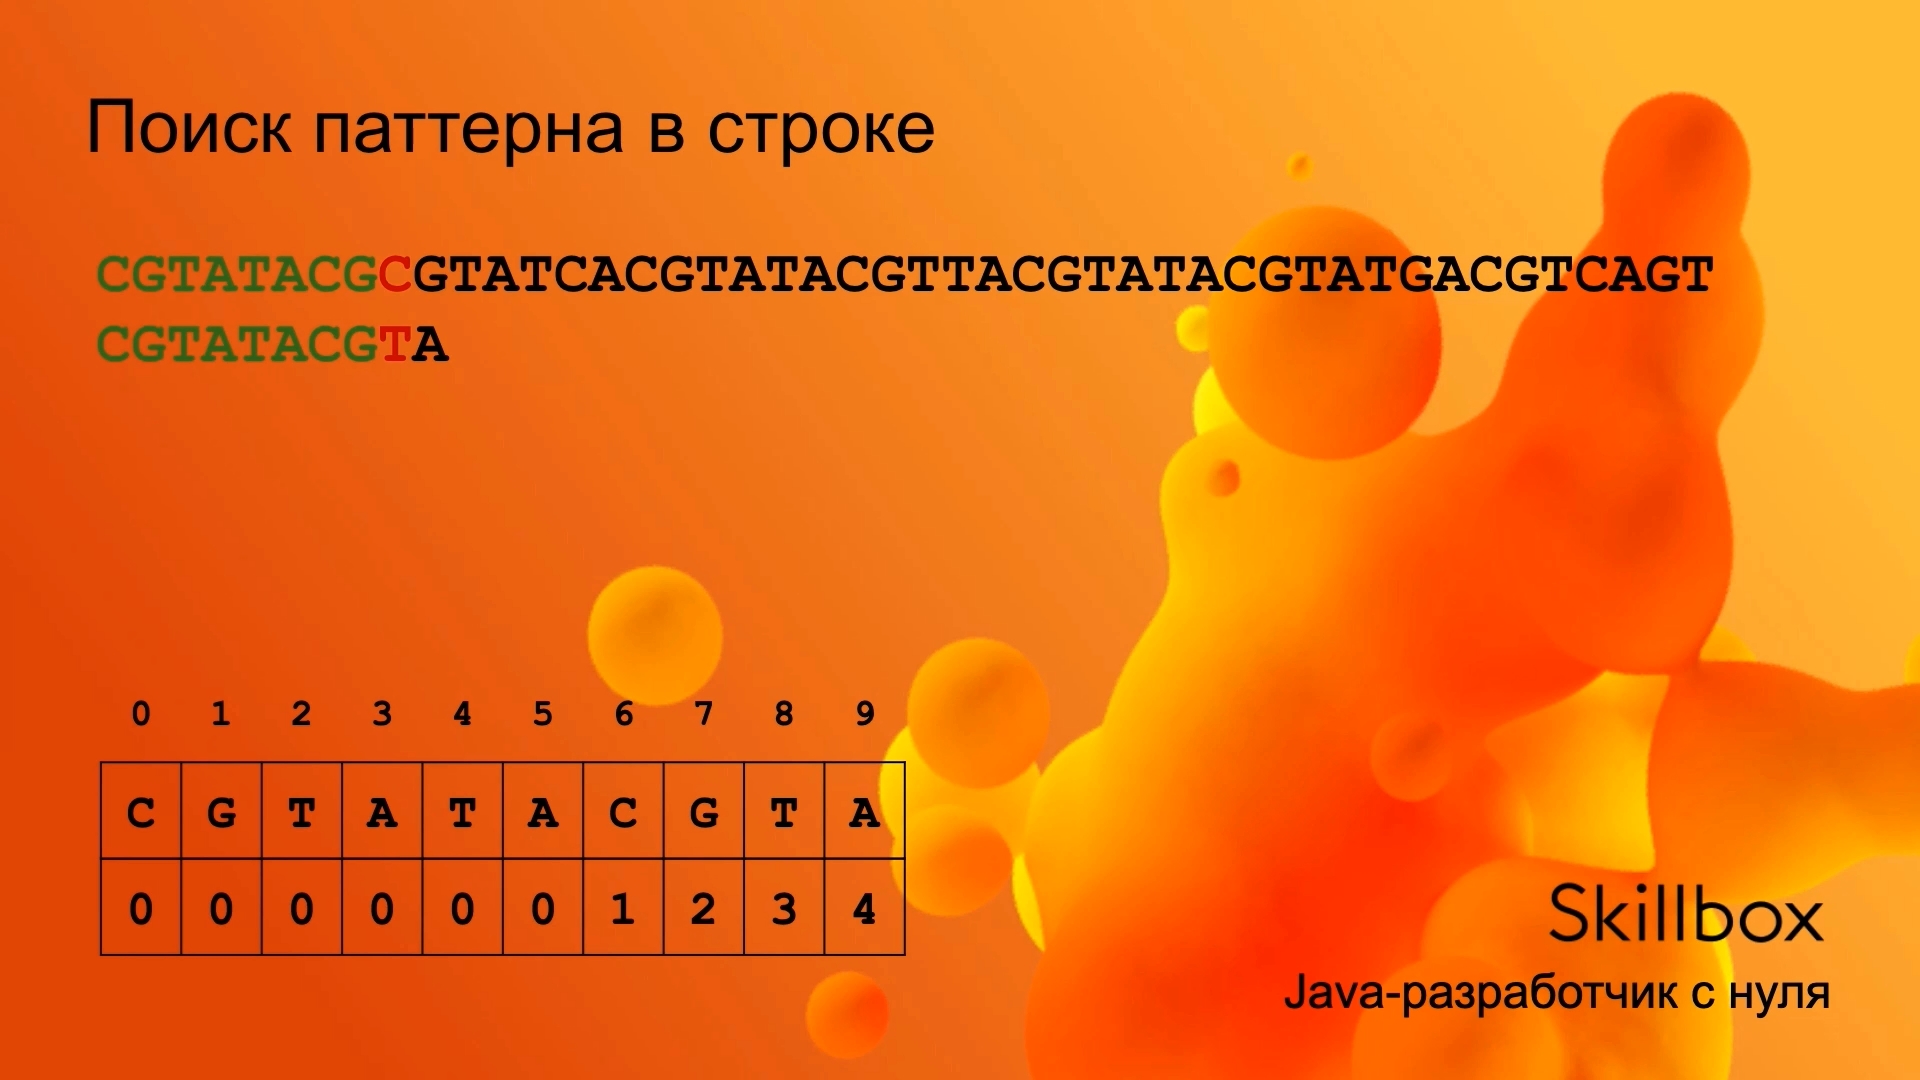 Поиск паттерна в строке
CGTATACGCGTATCACGTATACGTTACGTATACGTATGACGTCAGT
CGTATACGTA
0 1 2 3 4 5 6 7 8 9
C G T A T A C G T A
0 0 0 0 0 0 1 2 3 4
Skillbox
Java-разработчик с нуля